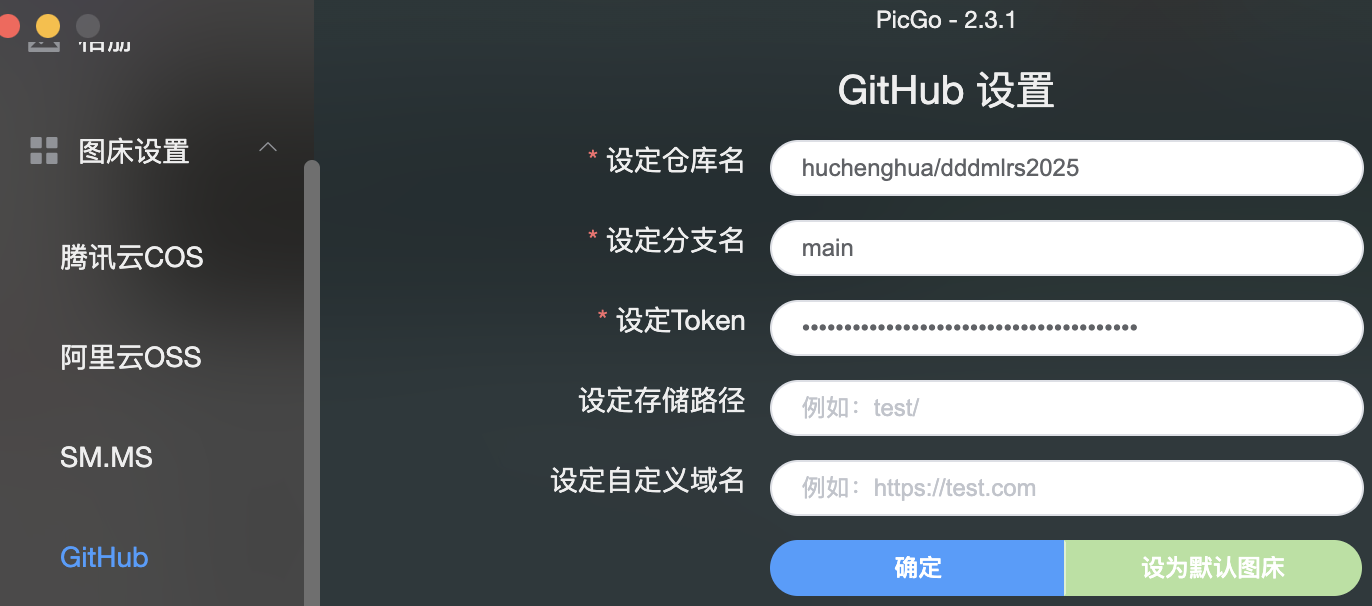 PicGo - 2.3.1
相册
图床设置
腾讯云COS
阿里云OSS
SM.MS
GitHub
GitHub 设置
* 设定仓库名
huchenghua/dddmlrs2025
* 设定分支名
main
* 设定Token
••••••••••••••••••••••••••••••••••••••••
设定存储路径
例如：test/
设定自定义域名
例如：https://test.com
确定
设为默认图床